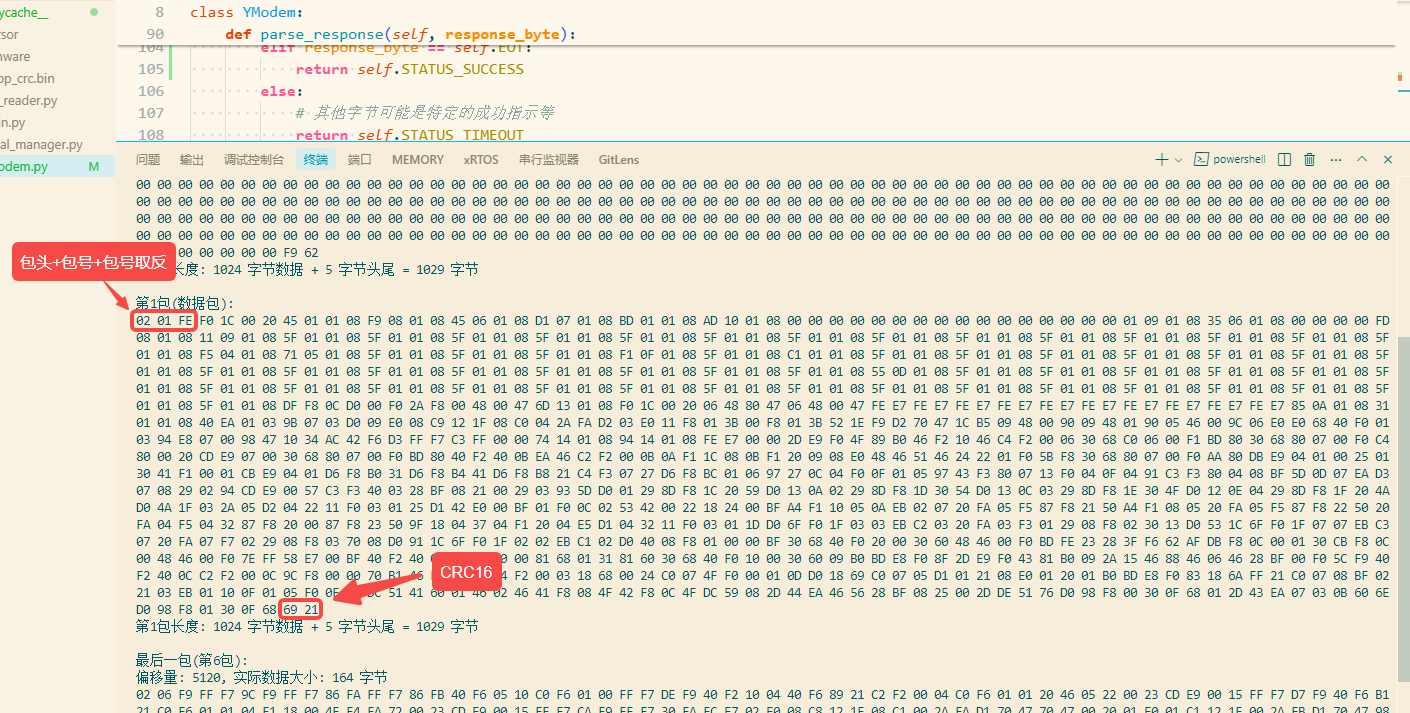 ycache__
8 class YModem:
90 def parse_response(self, response_byte):
104 elif response_byte == self.EOT:
105 return self.STATUS_SUCCESS
106 else:
107 # 其他字节可能是特定的成功指示等
108 return self.STATUS_TIMEOUT
sor
ware
pp_crc.bin
_reader.py
in.py
al_manager.py
odem.py M
问题 输出 调试控制台 终端 端口 MEMORY xRTOS 串行监视器 GitLens
powershell
00 00 00 00 00 00 00 00 00 00 00 00 00 00 00 00 00 00 00 00 00 00 00 00 00 00 00 00 00 00 00 00 00 00 00 00 00 00 00 00 00 00 00 00 00 00 00 00 00 00 00 00 00 00 00 00 00 00 00 00
00 00 00 00 00 00 00 00 00 00 00 00 00 00 00 00 00 00 00 00 00 00 00 00 00 00 00 00 00 00 00 00 00 00 00 00 00 00 00 00 00 00 00 00 00 00 00 00 00 00 00 00 00 00 00 00 00 00 00 00
00 00 00 00 00 00 00 00 00 00 00 00 00 00 00 00 00 00 00 00 00 00 00 00 00 00 00 00 00 00 00 00 00 00 00 00 00 00 00 00 00 00 00 00 00 00 00 00 00 00 00 00 00 00 00 00 00 00 00 00
00 00 00 00 00 00 00 00 00 00 00 00 00 00 00 00 00 00 00 00 00 00 00 00 00 00 00 00 00 00 00 00 00 00 00 00 00 00 00 00 00 00 00 00 00 00 00 00 00 00 00 00 00 00 00 00 00 00 00 00
00 00 00 00 00 F9 62
包头+包号+包号取反
长度: 1024 字节数据 + 5 字节头尾 = 1029 字节
第1包(数据包):
02 01 FE F0 1C 00 20 45 01 01 08 F9 08 01 08 45 06 01 08 D1 07 01 08 BD 01 01 08 AD 10 01 08 00 00 00 00 00 00 00 00 00 00 00 00 00 00 00 00 01 09 01 08 35 06 01 08 00 00 00 00 FD
08 01 08 11 09 01 08 5F 01 01 08 5F 01 01 08 5F 01 01 08 5F 01 01 08 5F 01 01 08 5F 01 01 08 5F 01 01 08 5F 01 01 08 5F 01 01 08 5F 01 01 08 5F 01 01 08 5F 01 01 08 5F 01 01 08 5F
01 01 08 F5 04 01 08 71 05 01 08 5F 01 01 08 5F 01 01 08 5F 01 01 08 F1 0F 01 08 5F 01 01 08 C1 01 01 08 5F 01 01 08 5F 01 01 08 5F 01 01 08 5F 01 01 08 5F 01 01 08 5F 01 01 08 5F
01 01 08 5F 01 01 08 5F 01 01 08 5F 01 01 08 5F 01 01 08 5F 01 01 08 5F 01 01 08 5F 01 01 08 5F 01 01 08 55 0D 01 08 5F 01 01 08 5F 01 01 08 5F 01 01 08 5F 01 01 08 5F 01 01 08 5F
01 01 08 5F 01 01 08 5F 01 01 08 5F 01 01 08 5F 01 01 08 5F 01 01 08 5F 01 01 08 5F 01 01 08 5F 01 01 08 5F 01 01 08 5F 01 01 08 5F 01 01 08 5F 01 01 08 5F 01 01 08 5F 01 01 08 5F
01 01 08 5F 01 01 08 DF F8 0C D0 00 F0 2A F8 00 48 00 47 6D 13 01 08 F0 1C 00 20 06 48 80 47 06 48 00 47 FE E7 FE E7 FE E7 FE E7 FE E7 FE E7 FE E7 FE E7 FE E7 FE E7 85 0A 01 08 31
01 01 08 40 EA 01 03 9B 07 03 D0 09 E0 08 C9 12 1F 08 C0 04 2A FA D2 03 E0 11 F8 01 3B 00 F8 01 3B 52 1E F9 D2 70 47 1C B5 09 48 00 90 09 48 01 90 05 46 00 9C 06 E0 E0 68 40 F0 01
03 94 E8 07 00 98 47 10 34 AC 42 F6 D3 FF F7 C3 FF 00 00 74 14 01 08 94 14 01 08 FE E7 00 00 2D E9 F0 4F 89 B0 46 F2 10 46 C4 F2 00 06 30 68 C0 06 00 F1 BD 80 30 68 80 07 00 F0 C4
80 00 20 CD E9 07 00 30 68 80 07 00 F0 BD 80 40 F2 40 0B EA 46 C2 F2 00 0B 0A F1 1C 08 0B F1 20 09 08 E0 48 46 51 46 24 22 01 F0 5B F8 30 68 80 07 00 F0 AA 80 DB E9 04 01 00 25 01
30 41 F1 00 01 CB E9 04 01 D6 F8 B0 31 D6 F8 B4 41 D6 F8 B8 21 C4 F3 07 27 D6 F8 BC 01 06 97 27 0C 04 F0 0F 01 05 97 43 F3 80 07 13 F0 04 0F 04 91 C3 F3 80 04 08 BF 5D 0D 07 EA D3
07 08 29 02 94 CD E9 00 57 C3 F3 40 03 28 BF 08 21 00 29 03 93 5D D0 01 29 8D F8 1C 20 59 D0 13 0A 02 29 8D F8 1D 30 54 D0 13 0C 03 29 8D F8 1E 30 4F D0 12 0E 04 29 8D F8 1F 20 4A
D0 4A 1F 03 2A 05 D2 04 22 11 F0 03 01 25 D1 42 E0 00 BF 01 F0 0C 02 53 42 00 22 18 24 00 BF A4 F1 10 05 0A EB 02 07 20 FA 05 F5 87 F8 21 50 A4 F1 08 05 20 FA 05 F5 87 F8 22 50 20
FA 04 F5 04 32 87 F8 20 00 87 F8 23 50 9F 18 04 37 04 F1 20 04 E5 D1 04 32 11 F0 03 01 1D D0 6F F0 1F 03 03 EB C2 03 20 FA 03 F3 01 29 08 F8 02 30 13 D0 53 1C 6F F0 1F 07 07 EB C3
07 20 FA 07 F7 02 29 08 F8 03 70 08 D0 91 1C 6F F0 1F 02 02 EB C1 02 D0 40 08 F8 01 00 00 BF 30 68 40 F0 20 00 30 60 48 46 00 F0 BD FE 23 28 3F F6 62 AF DB F8 0C 00 01 30 CB F8 0C
00 48 46 00 F0 7E FF 58 E7 00 BF 40 F2 40 00 81 68 01 31 81 60 30 68 40 F0 10 00 30 60 09 B0 BD E8 F0 8F 2D E9 F0 43 81 B0 09 2A 15 46 88 46 06 46 28 BF 00 F0 5C F9 40
F2 40 0C C2 F2 00 0C 9C F8 00 00 70 B1 F2 00 03 18 68 00 24 C0 07 4F F0 00 01 0D D0 18 69 C0 07 05 D1 01 21 08 E0 01 20 01 B0 BD E8 F0 83 18 6A FF 21 C0 07 08 BF 02
21 03 EB 01 10 0F 01 05 F0 51 41 60 01 46 02 46 41 F8 08 4F 42 F8 0C 4F DC 59 08 2D 44 EA 46 56 28 BF 08 25 00 2D DE 51 76 D0 98 F8 00 30 0F 68 01 2D 43 EA 07 03 0B 60 6E
D0 98 F8 01 30 0F 68 69 21
CRC16
第1包长度: 1024 字节数据 + 5 字节头尾 = 1029 字节
最后一包(第6包):
偏移量: 5120, 实际数据大小: 164 字节
02 06 F9 FF F7 9C F9 FF F7 86 FA FF F7 86 FB 40 F6 05 10 C0 F6 01 00 FF F7 DE F9 40 F2 10 04 40 F6 89 21 C2 F2 00 04 C0 F6 01 01 20 46 05 22 00 23 CD E9 00 15 FF F7 D7 F9 40 F6 B1